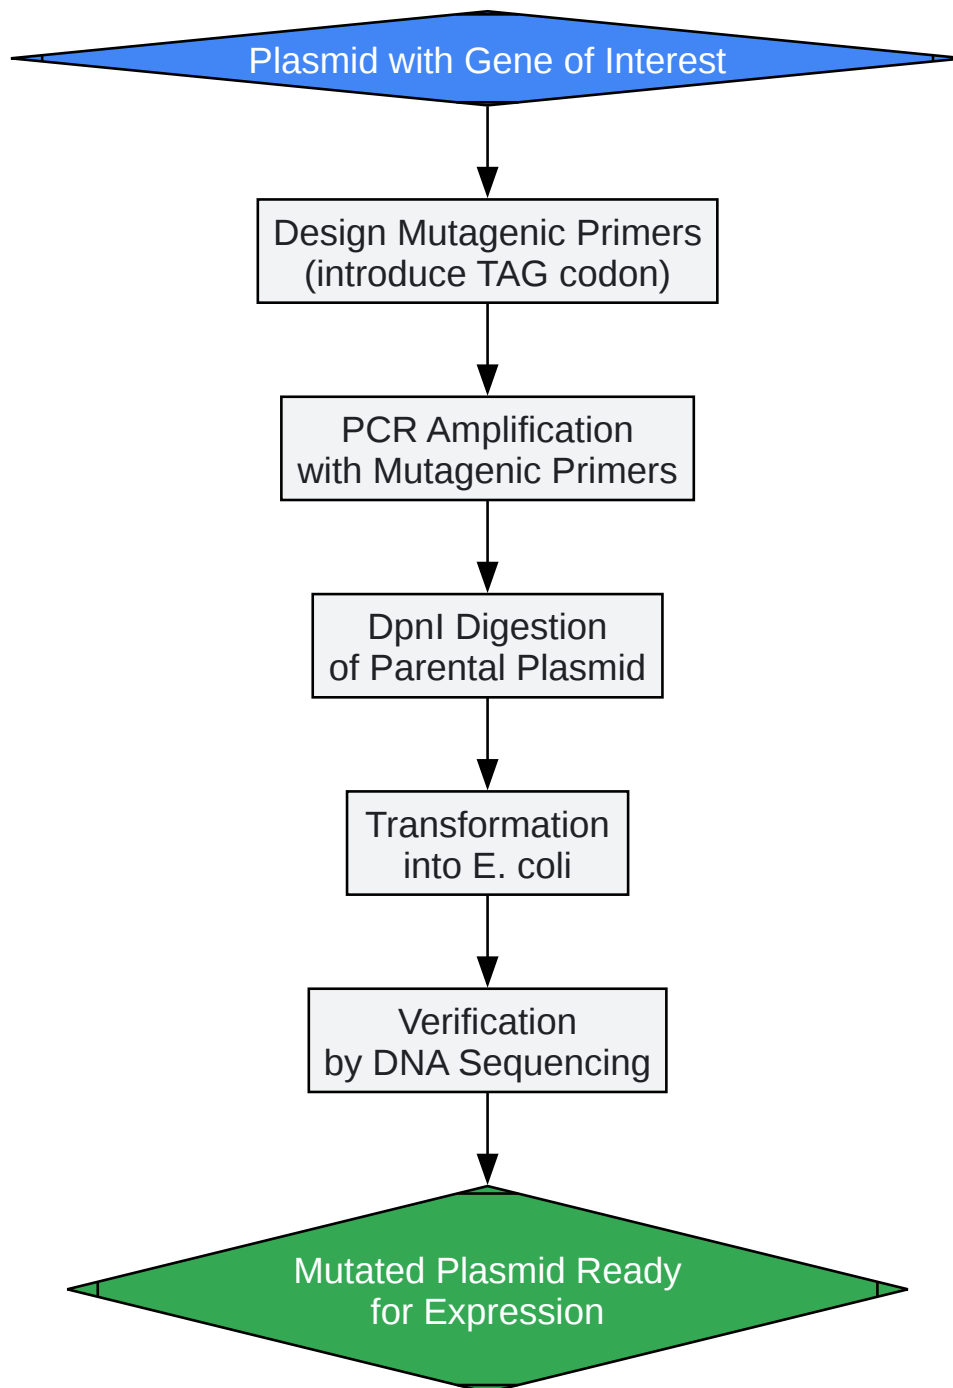 Plasmid with Gene of Interest
Design Mutagenic Primers
(introduce TAG codon)
PCR Amplification
with Mutagenic Primers
DpnI Digestion
of Parental Plasmid
Transformation
into E. coli
Verification
by DNA Sequencing
Mutated Plasmid Ready
for Expression